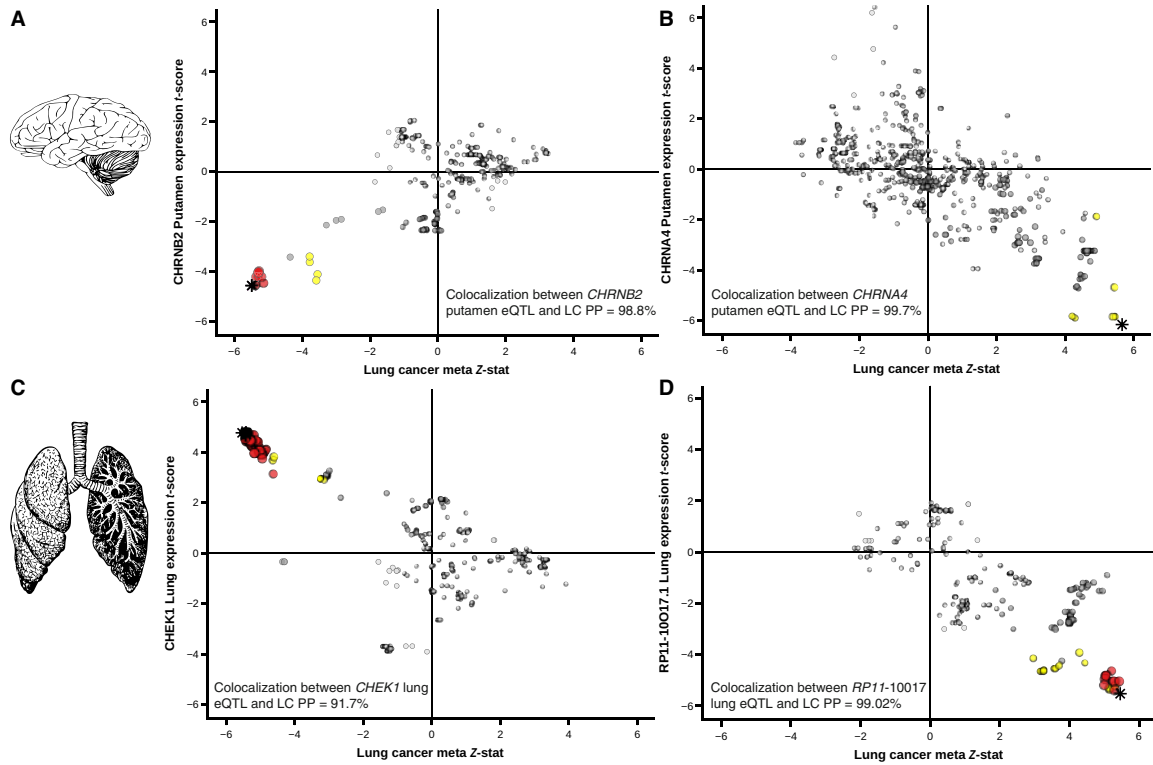 A
CHRNB2 Putamen expression t-score
6
4
2
0
−2
−4
−6
−6
−4
−2
0
2
4
6
Lung cancer meta Z-stat
Colocalization between CHRNB2
putamen eQTL and LC PP = 98.8%
B
CHRNA4 Putamen expression t-score
6
4
2
0
−2
−4
−6
−6
−4
−2
0
2
4
6
Lung cancer meta Z-stat
Colocalization between CHRNA4
putamen eQTL and LC PP = 99.7%
C
CHEK1 Lung expression t-score
6
4
2
0
−2
−4
−6
−6
−4
−2
0
2
4
6
Lung cancer meta Z-stat
Colocalization between CHEK1 lung
eQTL and LC PP = 91.7%
D
RP11-10O17.1 Lung expression t-score
6
4
2
0
−2
−4
−6
−6
−4
−2
0
2
4
6
Lung cancer meta Z-stat
Colocalization between RP11-10017
lung eQTL and LC PP = 99.02%